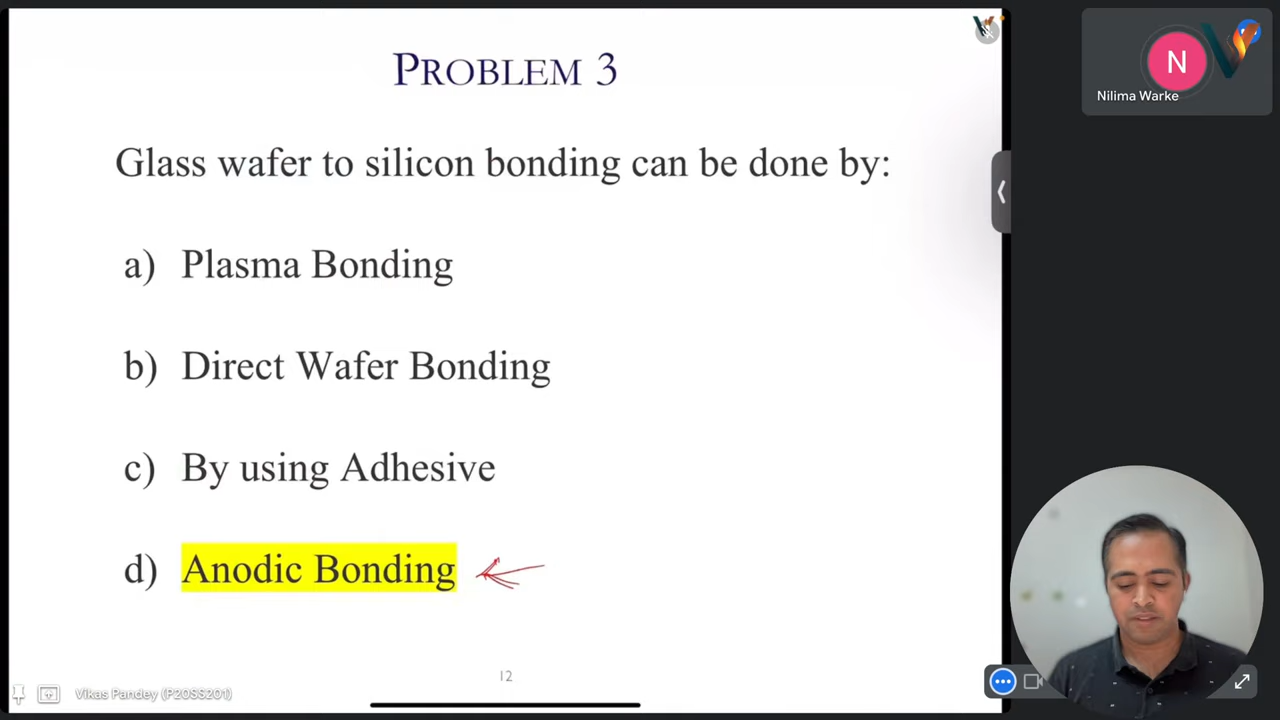 PROBLEM 3
Glass wafer to silicon bonding can be done by:
a) Plasma Bonding
b) Direct Wafer Bonding
c) By using Adhesive
d) Anodic Bonding
12
Vikas Pandey (P20SS201)
N
Nilima Warke